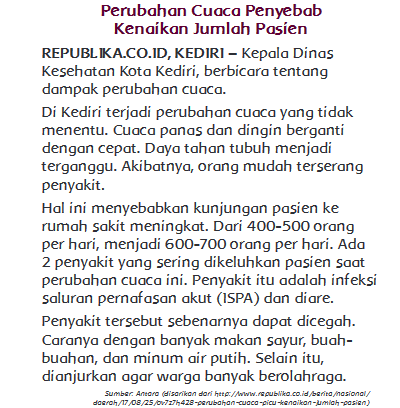 Perubahan Cuaca Penyebab
Kenaikan Jumlah Pasien
REPUBLIKA.CO.ID, KEDIRI – Kepala Dinas
Kesehatan Kota Kediri, berbicara tentang
dampak perubahan cuaca.
Di Kediri terjadi perubahan cuaca yang tidak
menentu. Cuaca panas dan dingin berganti
dengan cepat. Daya tahan tubuh menjadi
terganggu. Akibatnya, orang mudah terserang
penyakit.
Hal ini menyebabkan kunjungan pasien ke
rumah sakit meningkat. Dari 400-500 orang
per hari, menjadi 600-700 orang per hari. Ada
2 penyakit yang sering dikeluhkan pasien saat
perubahan cuaca ini. Penyakit itu adalah infeksi
saluran pernafasan akut (ISPA) dan diare.
Penyakit tersebut sebenarnya dapat dicegah.
Caranya dengan banyak makan sayur, buah-
buahan, dan minum air putih. Selain itu,
dianjurkan agar warga banyak berolahraga.
Sumber: Antara (disarikan dari http://www.republika.co.id/berita/nasional/
daerah/17/08/25/ov7z7h428-perubahan-cuaca-picu-kenaikan-jumlah-pasien)